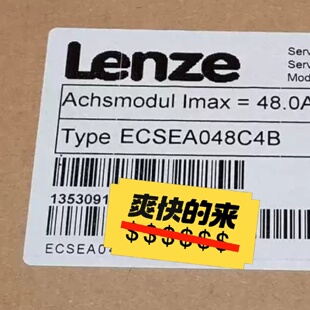 Lenze
Serv
Serv
Mod
Achsmodul Imax = 48.0A
Type ECSEA048C4B
1353091
爽快的来
$$$$$$
ECSEA04